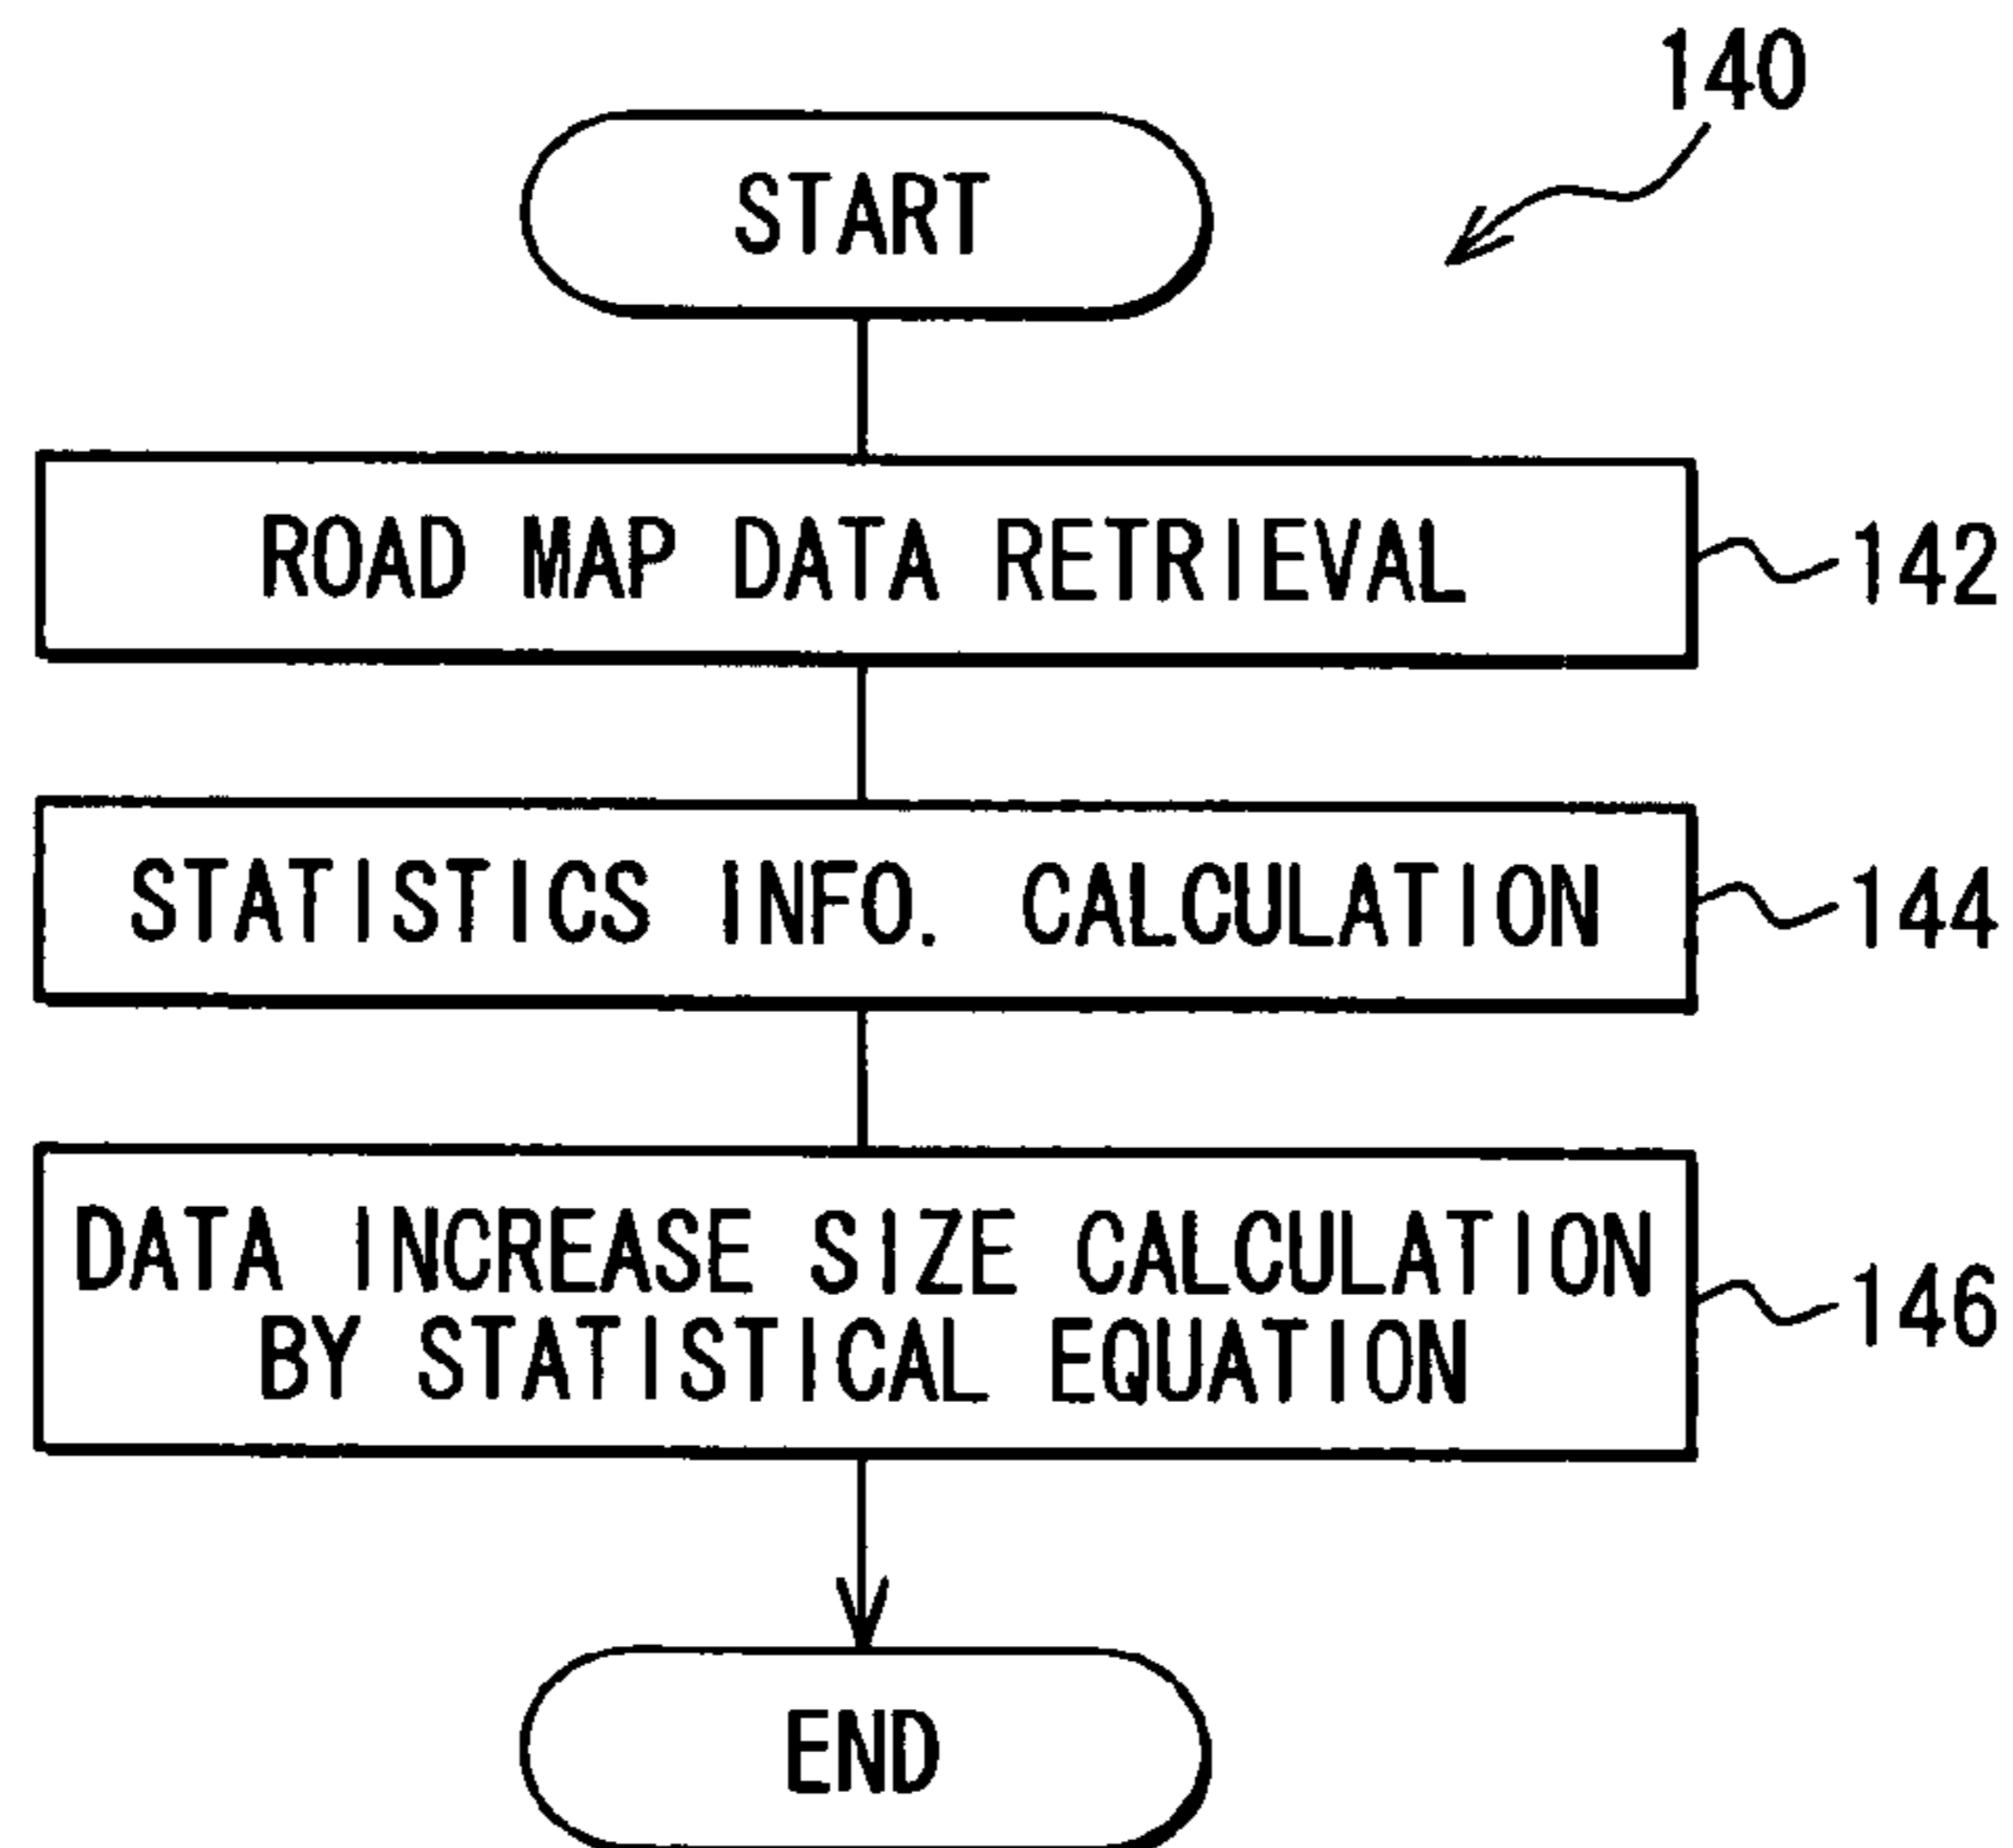 140
START
ROAD MAP DATA RETRIEVAL
142
STATISTICS INFO. CALCULATION
144
DATA INCREASE SIZE CALCULATION
BY STATISTICAL EQUATION
146
END